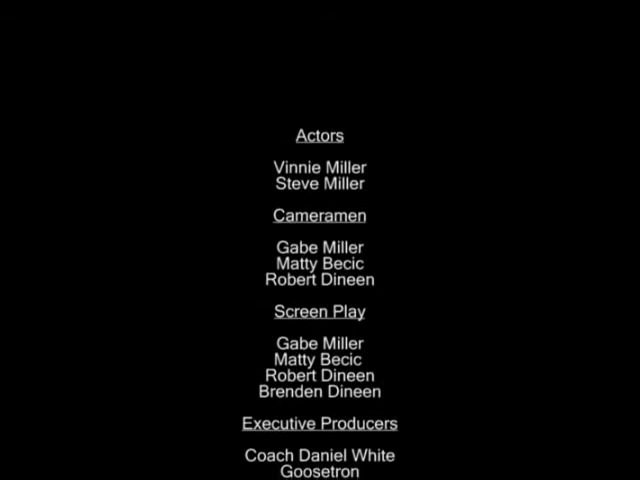 Actors
Vinnie Miller
Steve Miller
Cameramen
Gabe Miller
Matty Becic
Robert Dineen
Screen Play
Gabe Miller
Matty Becic
Robert Dineen
Brenden Dineen
Executive Producers
Coach Daniel White
Goosetron